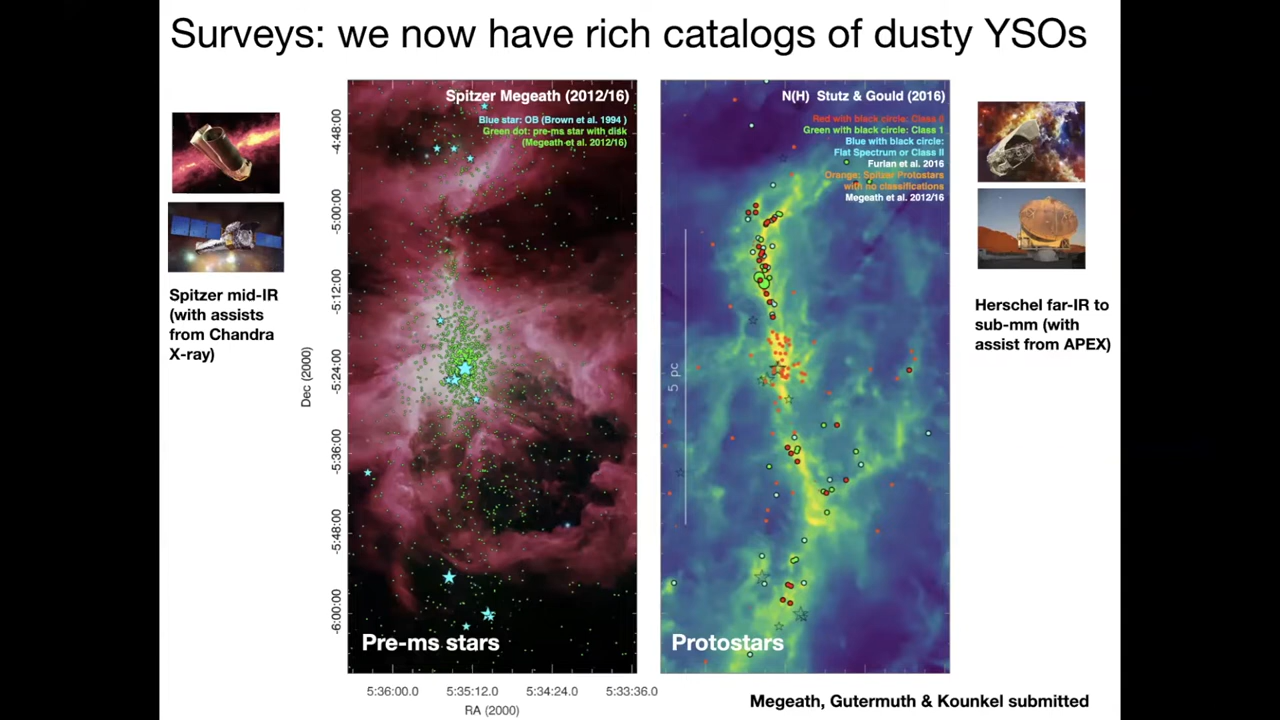 Surveys: we now have rich catalogs of dusty YSOs
Spitzer Megeath (2012/16)
Blue star: OB (Brown et al. 1994 )
Green dot: pre-ms star with disk
(Megeath et al. 2012/16)
N(H) Stutz & Gould (2016)
Red with black circle: Class 0
Green with black circle: Class 1
Blue with black circle:
Flat Spectrum or Class II
Furlan et al. 2016
Orange: Spitzer Protostars
with no classifications
Megeath et al. 2012/16
Spitzer mid-IR
(with assists
from Chandra
X-ray)
Herschel far-IR to
sub-mm (with
assist from APEX)
Dec (2000)
-4:48:00
-5:00:00
-5:12:00
-5:24:00
-5:36:00
-5:48:00
-6:00:00
5 pc
Pre-ms stars
Protostars
5:36:00.0 5:35:12.0 5:34:24.0 5:33:36.0
RA (2000)
Megeath, Gutermuth & Kounkel submitted